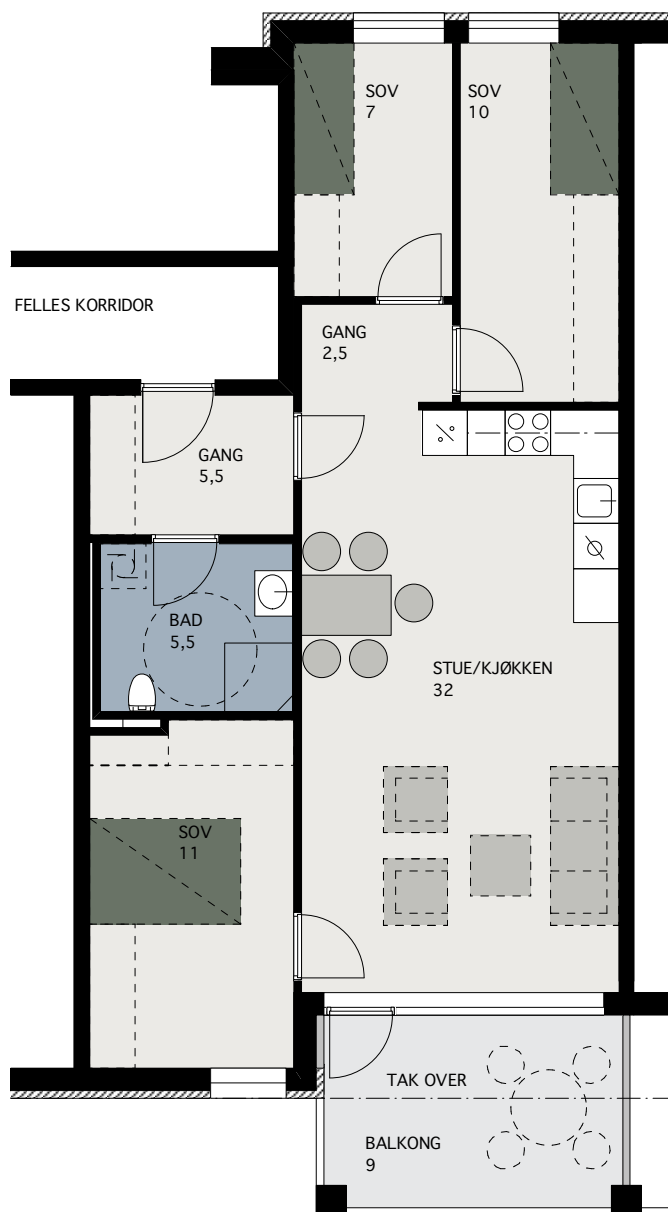 SOV
7
SOV
10
FELLES KORRIDOR
GANG
2,5
GANG
5,5
BAD
5,5
STUE/KJØKKEN
32
SOV
11
TAK OVER
BALKONG
9